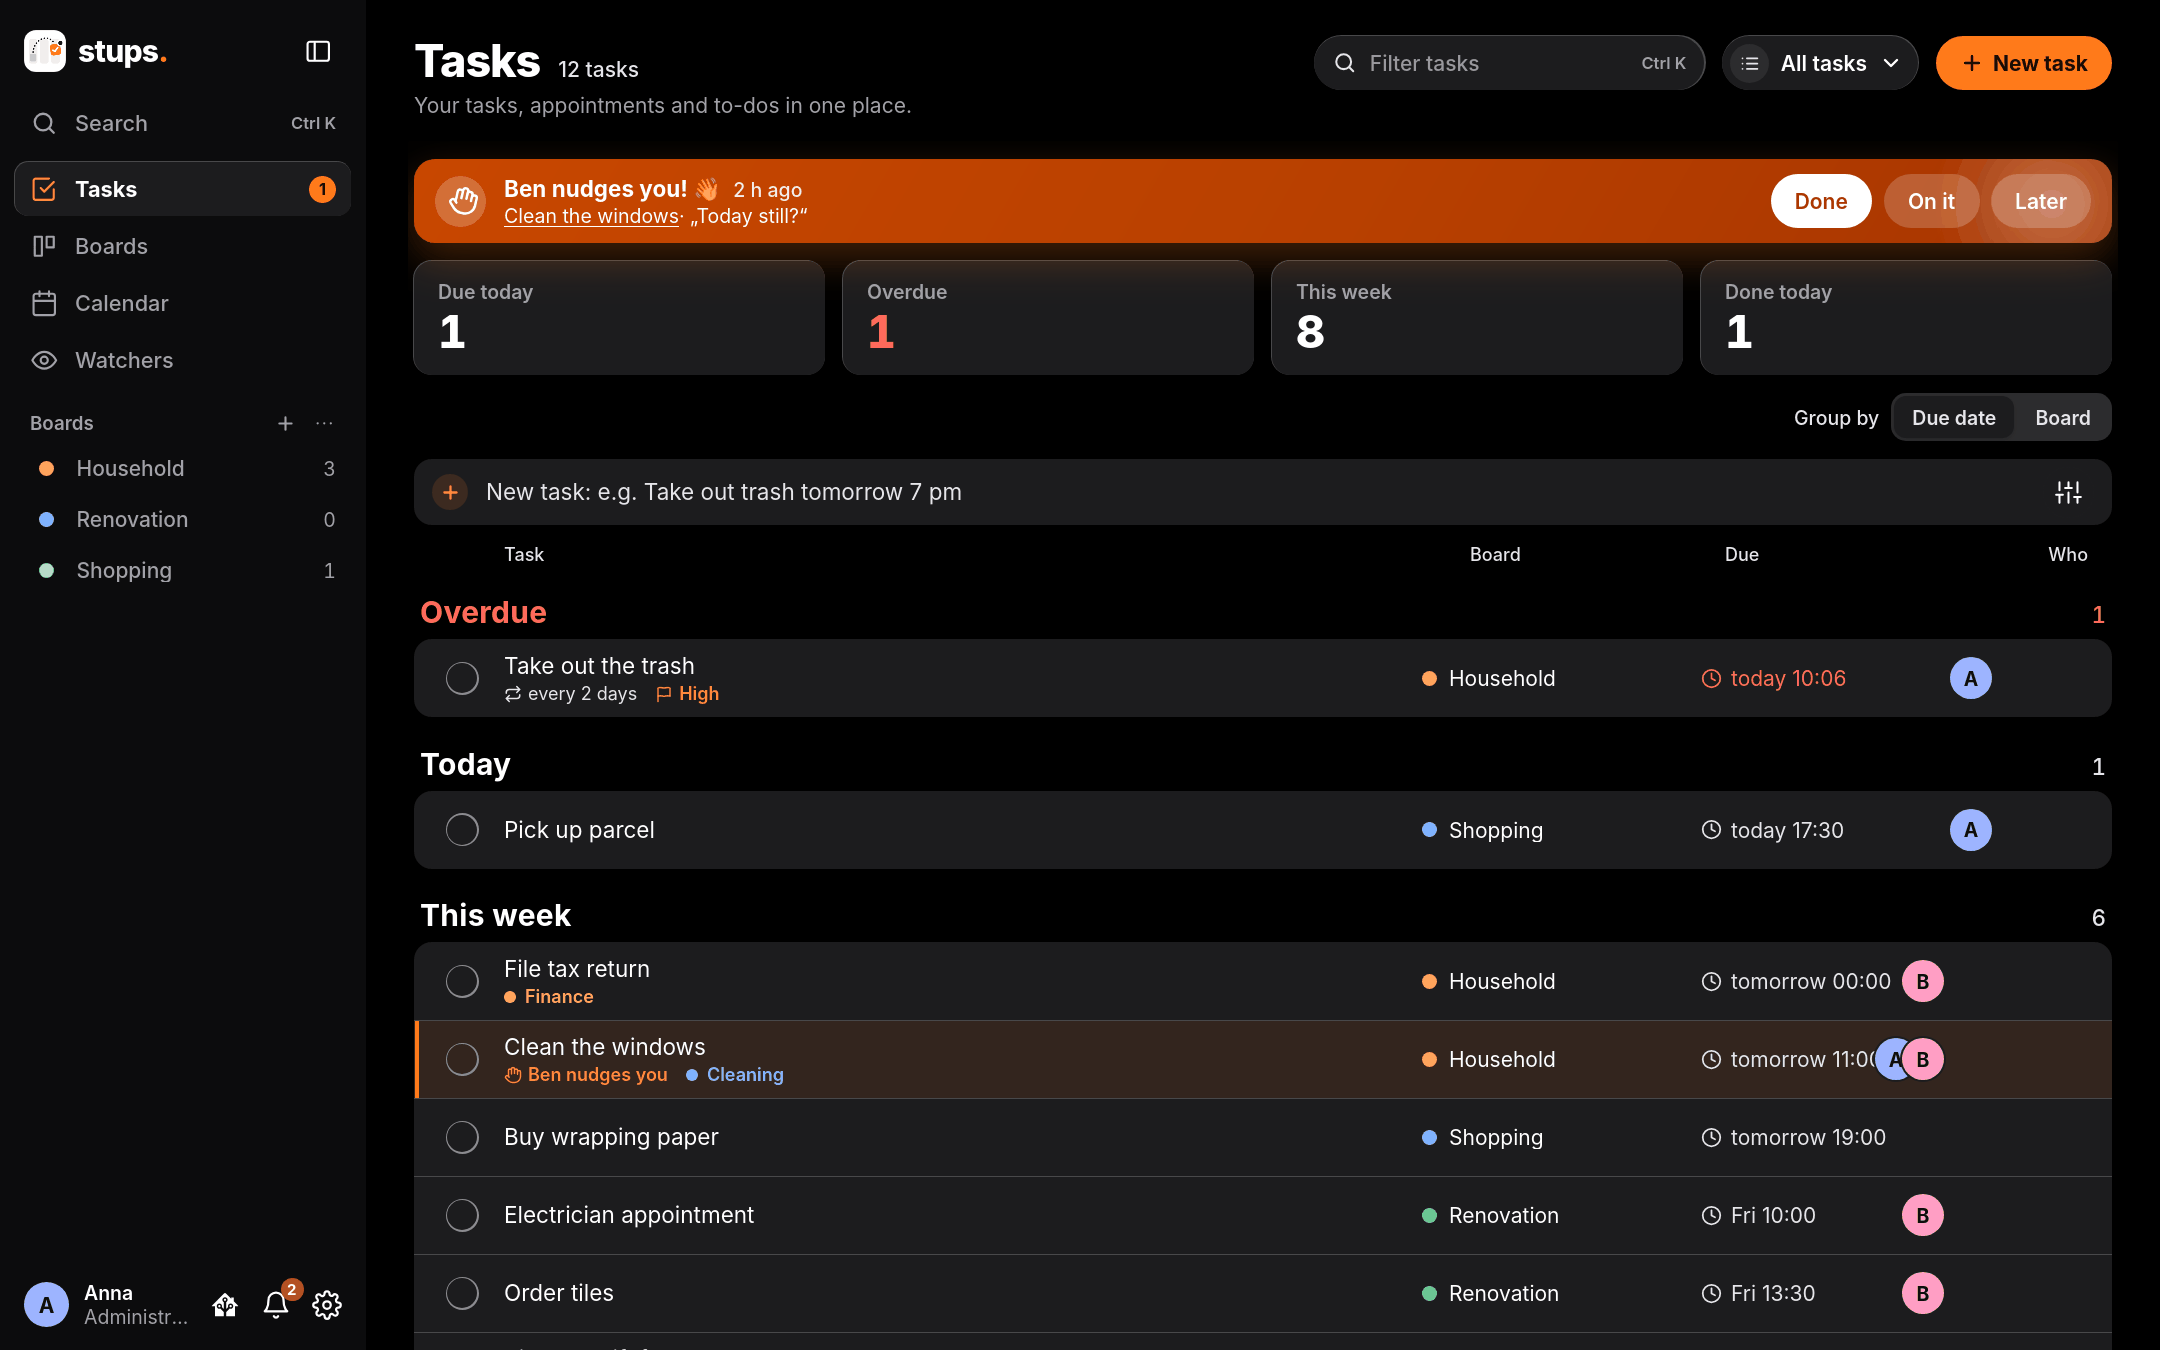 stups.
Search Ctrl K
Tasks 1
Boards
Calendar
Watchers
Boards
Household 3
Renovation 0
Shopping 1
A Anna
Administr...
2
Tasks 12 tasks
Your tasks, appointments and to-dos in one place.
Filter tasks Ctrl K
All tasks
New task
Ben nudges you! 👋 2 h ago
Clean the windows· „Today still?“
Done On it Later
Due today
1
Overdue
1
This week
8
Done today
1
Group by Due date Board
New task: e.g. Take out trash tomorrow 7 pm
Task Board Due Who
Overdue 1
Take out the trash
every 2 days High
Household today 10:06 A
Today 1
Pick up parcel Shopping today 17:30 A
This week 6
File tax return
Finance
Household tomorrow 00:00 B
Clean the windows
Ben nudges you Cleaning
Household tomorrow 11:00 A B
Buy wrapping paper Shopping tomorrow 19:00
Electrician appointment Renovation Fri 10:00 B
Order tiles Renovation Fri 13:30 B